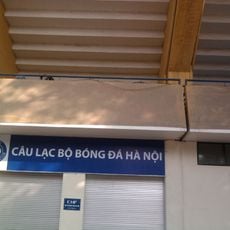 CÂU LẠC BỘ BÓNG ĐÁ HÀ NỘI